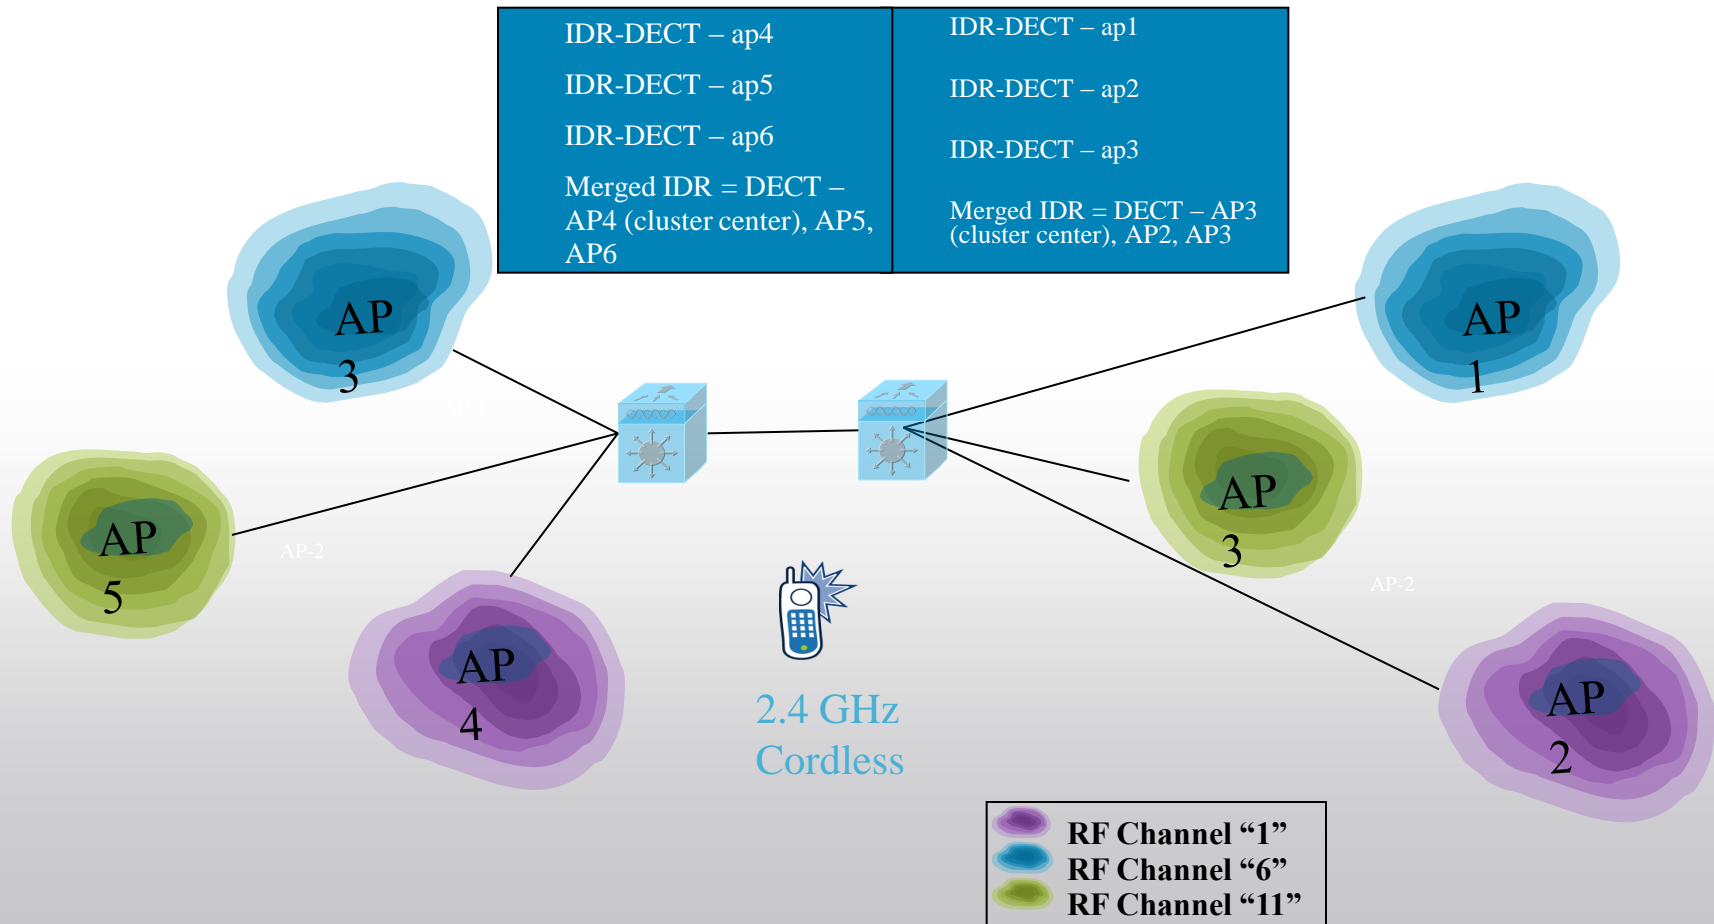 IDR-DECT – ap4
IDR-DECT – ap5
IDR-DECT – ap6
Merged IDR = DECT –
AP4 (cluster center), AP5,
AP6
IDR-DECT – ap1
IDR-DECT – ap2
IDR-DECT – ap3
Merged IDR = DECT – AP3
(cluster center), AP2, AP3
AP
3
AP
1
AP
5
AP-2
AP
3
AP-2
AP
4
AP
2
2.4 GHz
Cordless
RF Channel “1”
RF Channel “6”
RF Channel “11”